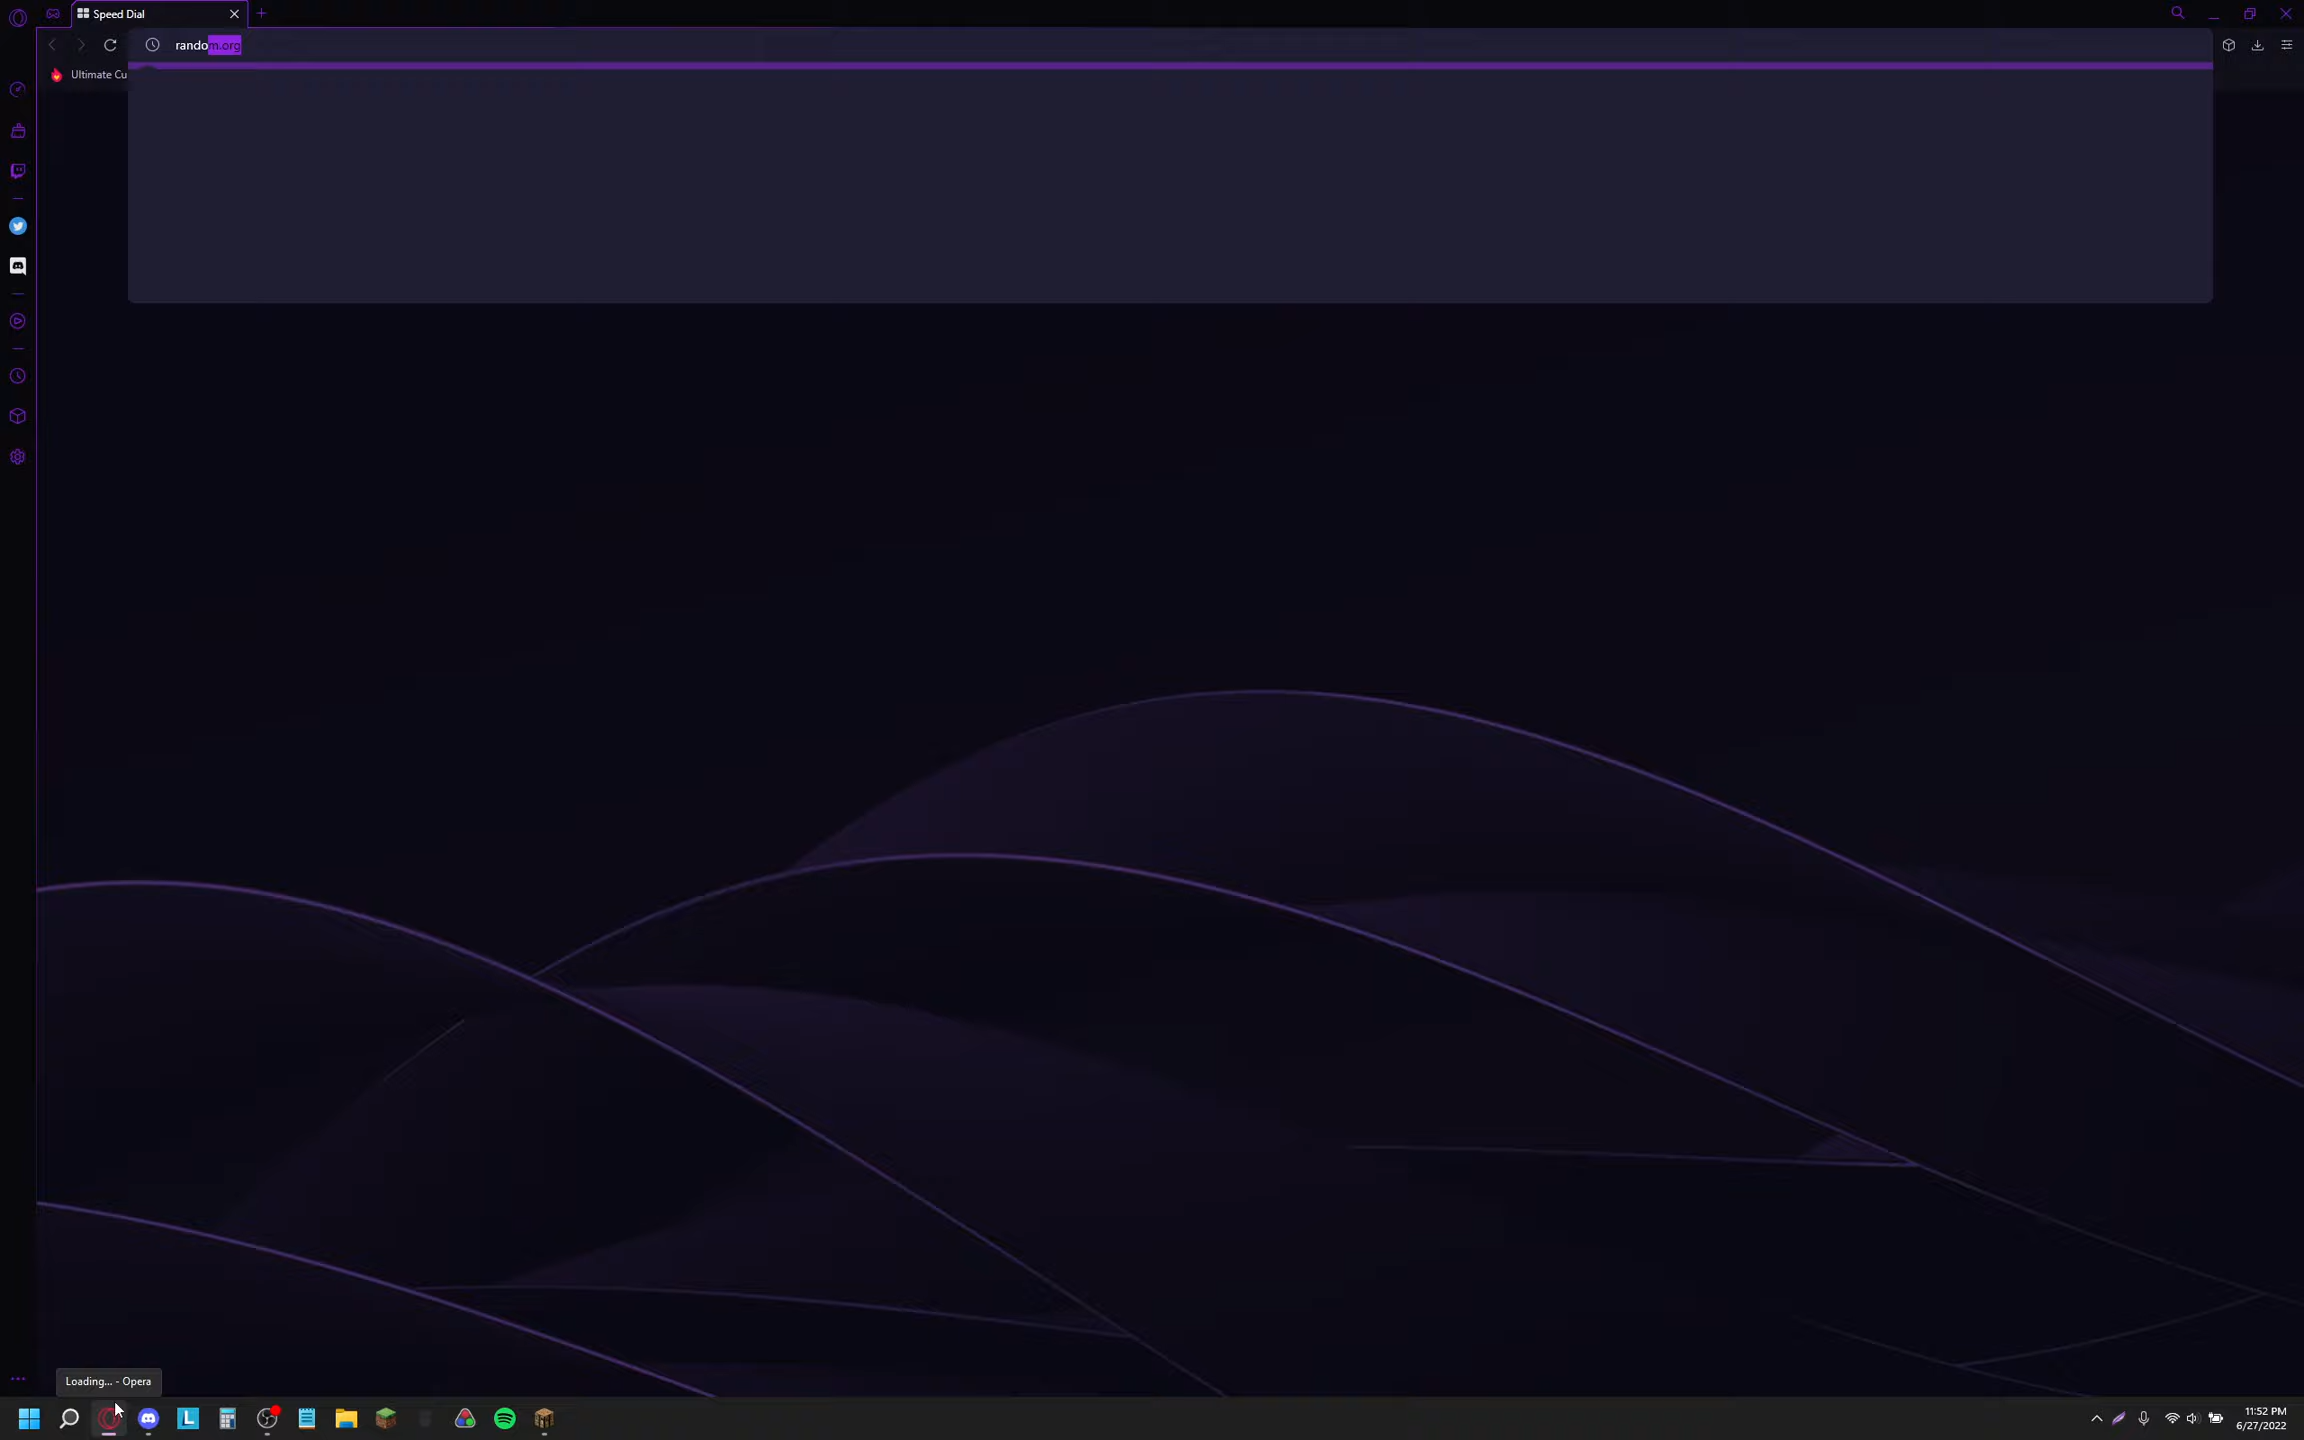 Speed Dial
random.org
Ultimate Cu
Loading... - Opera
L
11:52 PM
6/27/2022